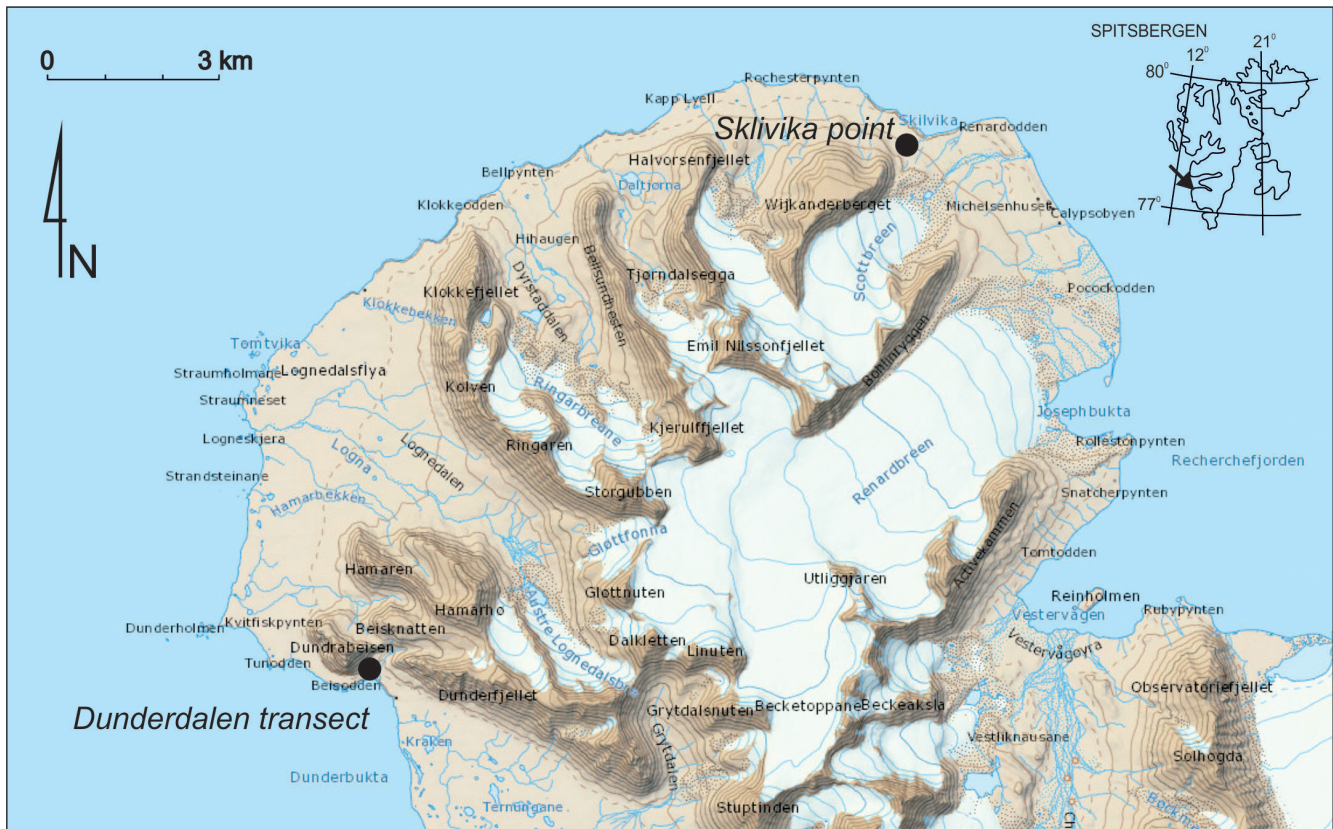 SPITSBERGEN
12° 21°
80°
77°
0 3 km
N
Rochesterpynten
Kapp Lyell
Skilvika
Sklivika point
Renardodden
Halvorsenfjellet
Bellpynten
Daltjørna
Wijkanderberget
Michelsenhuset
Calypsobyen
Klokkeodden
Hihaugen
Scottbreen
Bellsundhesten
Tjørndalsegga
Dyrstaddalen
Klokkefjellet
Pocockodden
Klokkebekken
Tomtvika
Emil Nilssonfjellet
Bohlinryggen
Straumholmane
Lognedalsflya
Kolven
Ringarbreane
Straumneset
Josephbukta
Kjerulffjellet
Logneskjera
Ringaren
Rollestonpynten
Logna
Lognedalen
Recherchefjorden
Renardbreen
Strandsteinane
Storgubben
Snatcherpynten
Hamarbekken
Gløttfonna
Activekammen
Tomtodden
Hamaren
Utliggjaren
Glottnuten
Reinholmen
Hamarho
Austre Lognedalsbre
Vestervågen
Rubypynten
Dunderholmen
Kvitfiskpynten
Beisknatten
Dalkletten
Linuten
Vestervågøyra
Dundrabeisen
Tunodden
Beisodden
Dunderfjellet
Observatoriefjellet
Dunderdalen transect
Grytdalsnuten
Becketoppane
Beckeaksla
Kraken
Grytdalen
Vestliknausane
Solhogda
Dunderbukta
Ternungane
Stuptinden